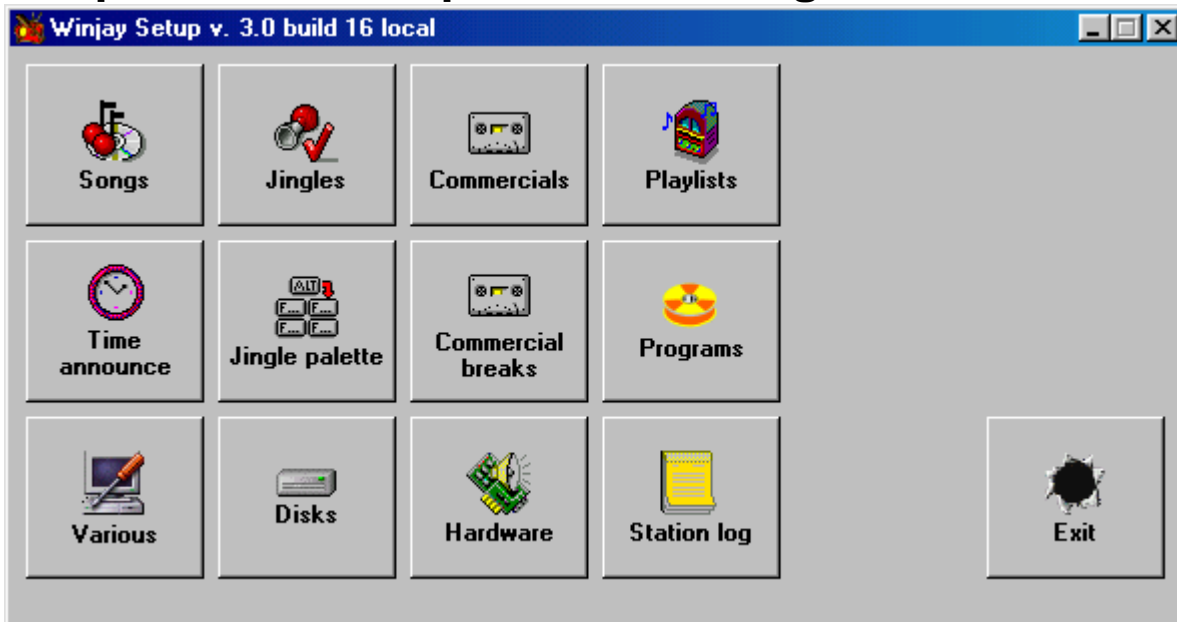 Winjay Setup v. 3.0 build 16 local
Songs
Jingles
Commercials
Playlists
Time
announce
ALT
F...
F...
F...
F...
Jingle palette
Commercial
breaks
Programs
Various
Disks
Hardware
Station log
Exit